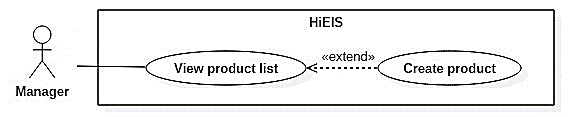 HiEIS
«extend»
View product list
Create product
Manager